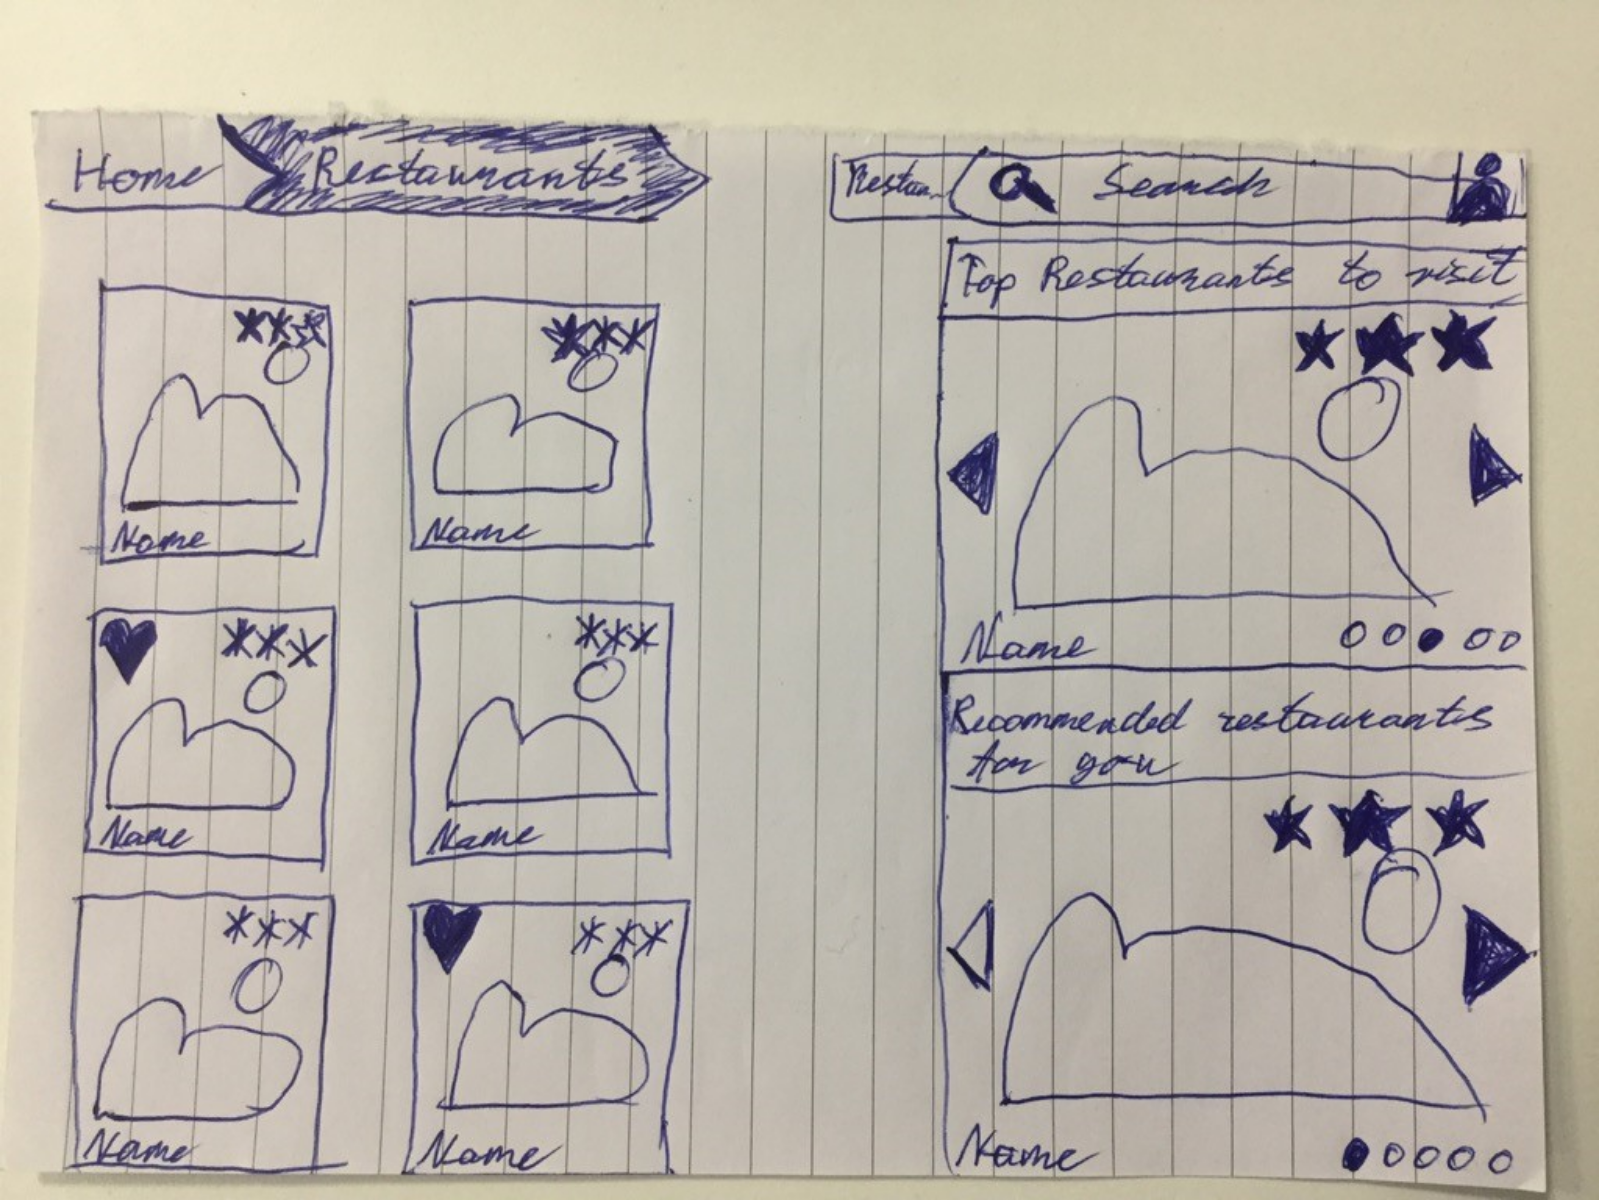 Home Restaurants
Name Name
Name Name
Name Name
Restau.. Search
Top Restaurants to visit
Name
Recommended restaurants
for you
Name